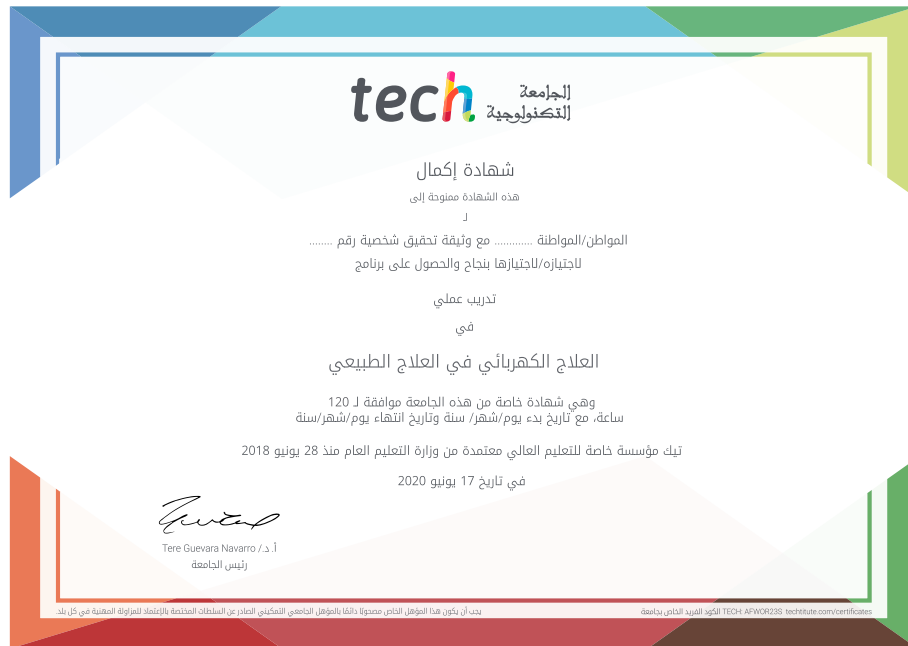 tech الجامعة
التكنولوجية
شهادة إكمال
هذه الشهادة ممنوحة إلى
لـ
المواطن/المواطنة ............. مع وثيقة تحقيق شخصية رقم ........
لاجتيازه/لاجتيازها بنجاح والحصول على برنامج
تدريب عملي
في
العلاج الكهربائي في العلاج الطبيعي
وهي شهادة خاصة من هذه الجامعة موافقة لـ 120
ساعة، مع تاريخ بدء يوم/شهر/ سنة وتاريخ انتهاء يوم/شهر/سنة
تيك مؤسسة خاصة للتعليم العالي معتمدة من وزارة التعليم العام منذ 28 يونيو 2018
في تاريخ 17 يونيو 2020
أ. د./ Tere Guevara Navarro
رئيس الجامعة
يجب أن يكون هذا المؤهل الخاص مصحوبًا دائمًا بالمؤهل الجامعي التمكيني الصادر عن السلطات المختصة بالإعتماد للمزاولة المهنية في كل بلد.
الكود الفريد الخاص بجامعة TECH: AFWOR23S techtitute.com/certificates